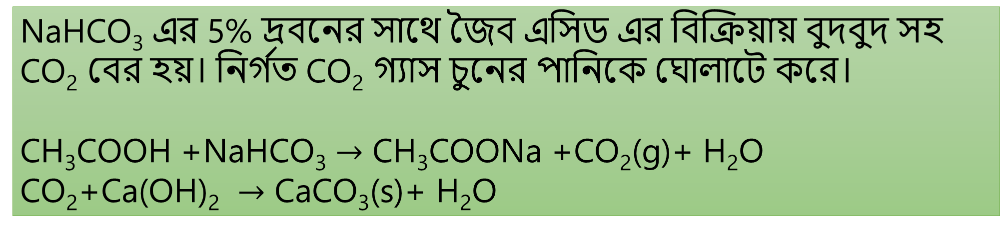 NaHCO₃ এর 5% দ্রবনের সাথে জৈব এসিড এর বিক্রিয়ায় বুদবুদ সহ
CO₂ বের হয়। নির্গত CO₂ গ্যাস চুনের পানিকে ঘোলাটে করে।
CH₃COOH +NaHCO₃ → CH₃COONa +CO₂(g)+ H₂O
CO₂+Ca(OH)₂ → CaCO₃(s)+ H₂O